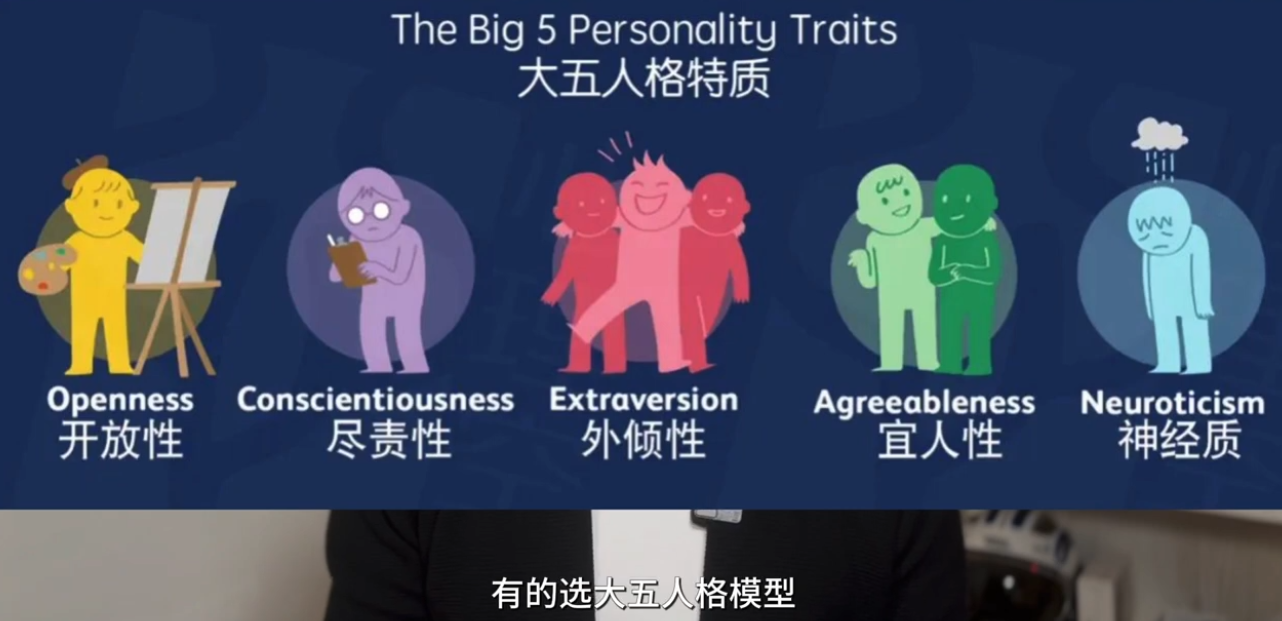 The Big 5 Personality Traits
大五人格特质
Openness
开放性
Conscientiousness
尽责性
Extraversion
外倾性
Agreeableness
宜人性
Neuroticism
神经质
有的选大五人格模型